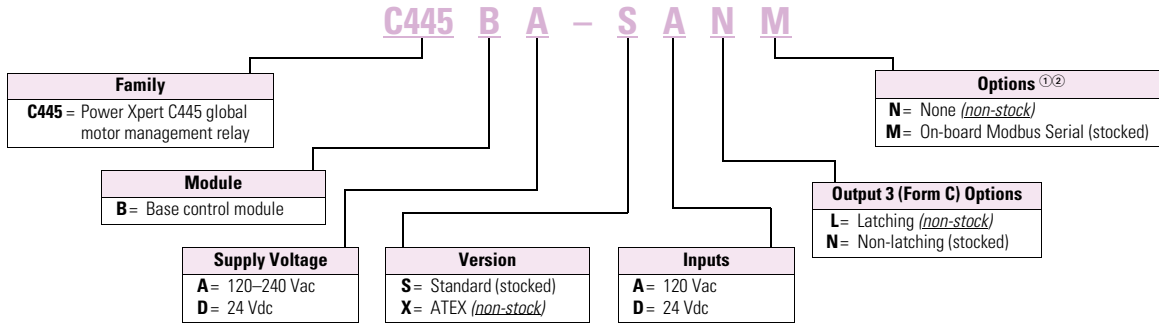 C445 B A – S A N M
Family
C445 = Power Xpert C445 global
motor management relay
Options ①②
N = None (non-stock)
M = On-board Modbus Serial (stocked)
Module
B = Base control module
Output 3 (Form C) Options
L = Latching (non-stock)
N = Non-latching (stocked)
Supply Voltage
A = 120–240 Vac
D = 24 Vdc
Version
S = Standard (stocked)
X = ATEX (non-stock)
Inputs
A = 120 Vac
D = 24 Vdc